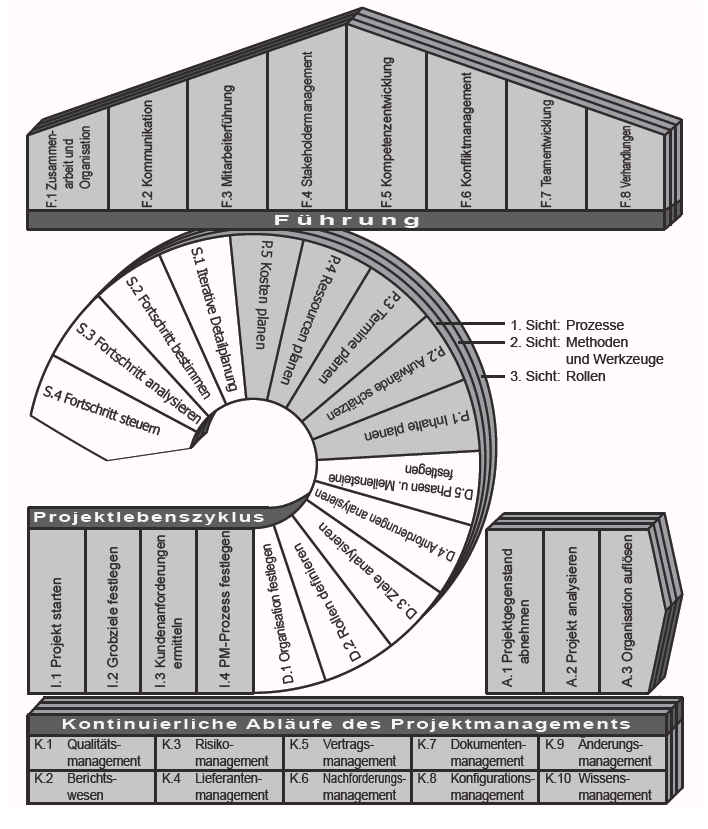 F.1 Zusammen-
arbeit und
Organisation
F.2 Kommunikation
F.3 Mitarbeiterführung
F.4 Stakeholdermanagement
F.5 Kompetenzentwicklung
F.6 Konfliktmanagement
F.7 Teamentwicklung
F.8 Verhandlungen
Führung
S.4 Fortschritt steuern
S.3 Fortschritt analysieren
S.2 Fortschritt bestimmen
S.1 Iterative Detailplanung
P.5 Kosten planen
P.4 Ressourcen planen
P.3 Termine planen
P.2 Aufwände schätzen
P.1 Inhalte planen
D.5 Phasen u. Meilensteine
festlegen
D.4 Anforderungen analysieren
D.3 Ziele analysieren
D.2 Rollen definieren
D.1 Organisation festlegen
1. Sicht: Prozesse
2. Sicht: Methoden
und Werkzeuge
3. Sicht: Rollen
Projektlebenszyklus
I.1 Projekt starten
I.2 Grobziele festlegen
I.3 Kundenanforderungen
ermitteln
I.4 PM-Prozess festlegen
A.1 Projektgegenstand
abnehmen
A.2 Projekt analysieren
A.3 Organisation auflösen
Kontinuierliche Abläufe des Projektmanagements
K.1 Qualitäts-
management
K.3 Risiko-
management
K.5 Vertrags-
management
K.7 Dokumenten-
management
K.9 Änderungs-
management
K.2 Berichts-
wesen
K.4 Lieferanten-
management
K.6 Nachforderungs-
management
K.8 Konfigurations-
management
K.10 Wissens-
management